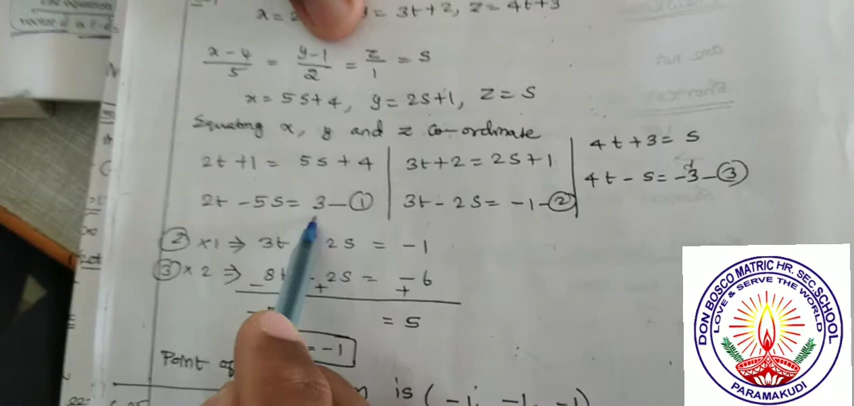 = 3t+2, z = 4t+3
x-4/5 = y-1/2 = z/1 = s
x = 5s+4, y = 2s+1, z = s
Equating x, y and z co-ordinate
2t+1 = 5s+4 | 3t+2 = 2s+1 | 4t+3 = s
2t-5s = 3-① | 3t-2s = -1-② | 4t-s = -3-③
②×1 ⇒ 3t 2s = -1
③×2 ⇒ 8t - 2s = -6
- + +
= 5
Point of = -1
is (-1, -1, -1)
DON BOSCO MATRIC HR. SEC. SCHOOL
LOVE & SERVE THE WORLD
PARAMAKUDI